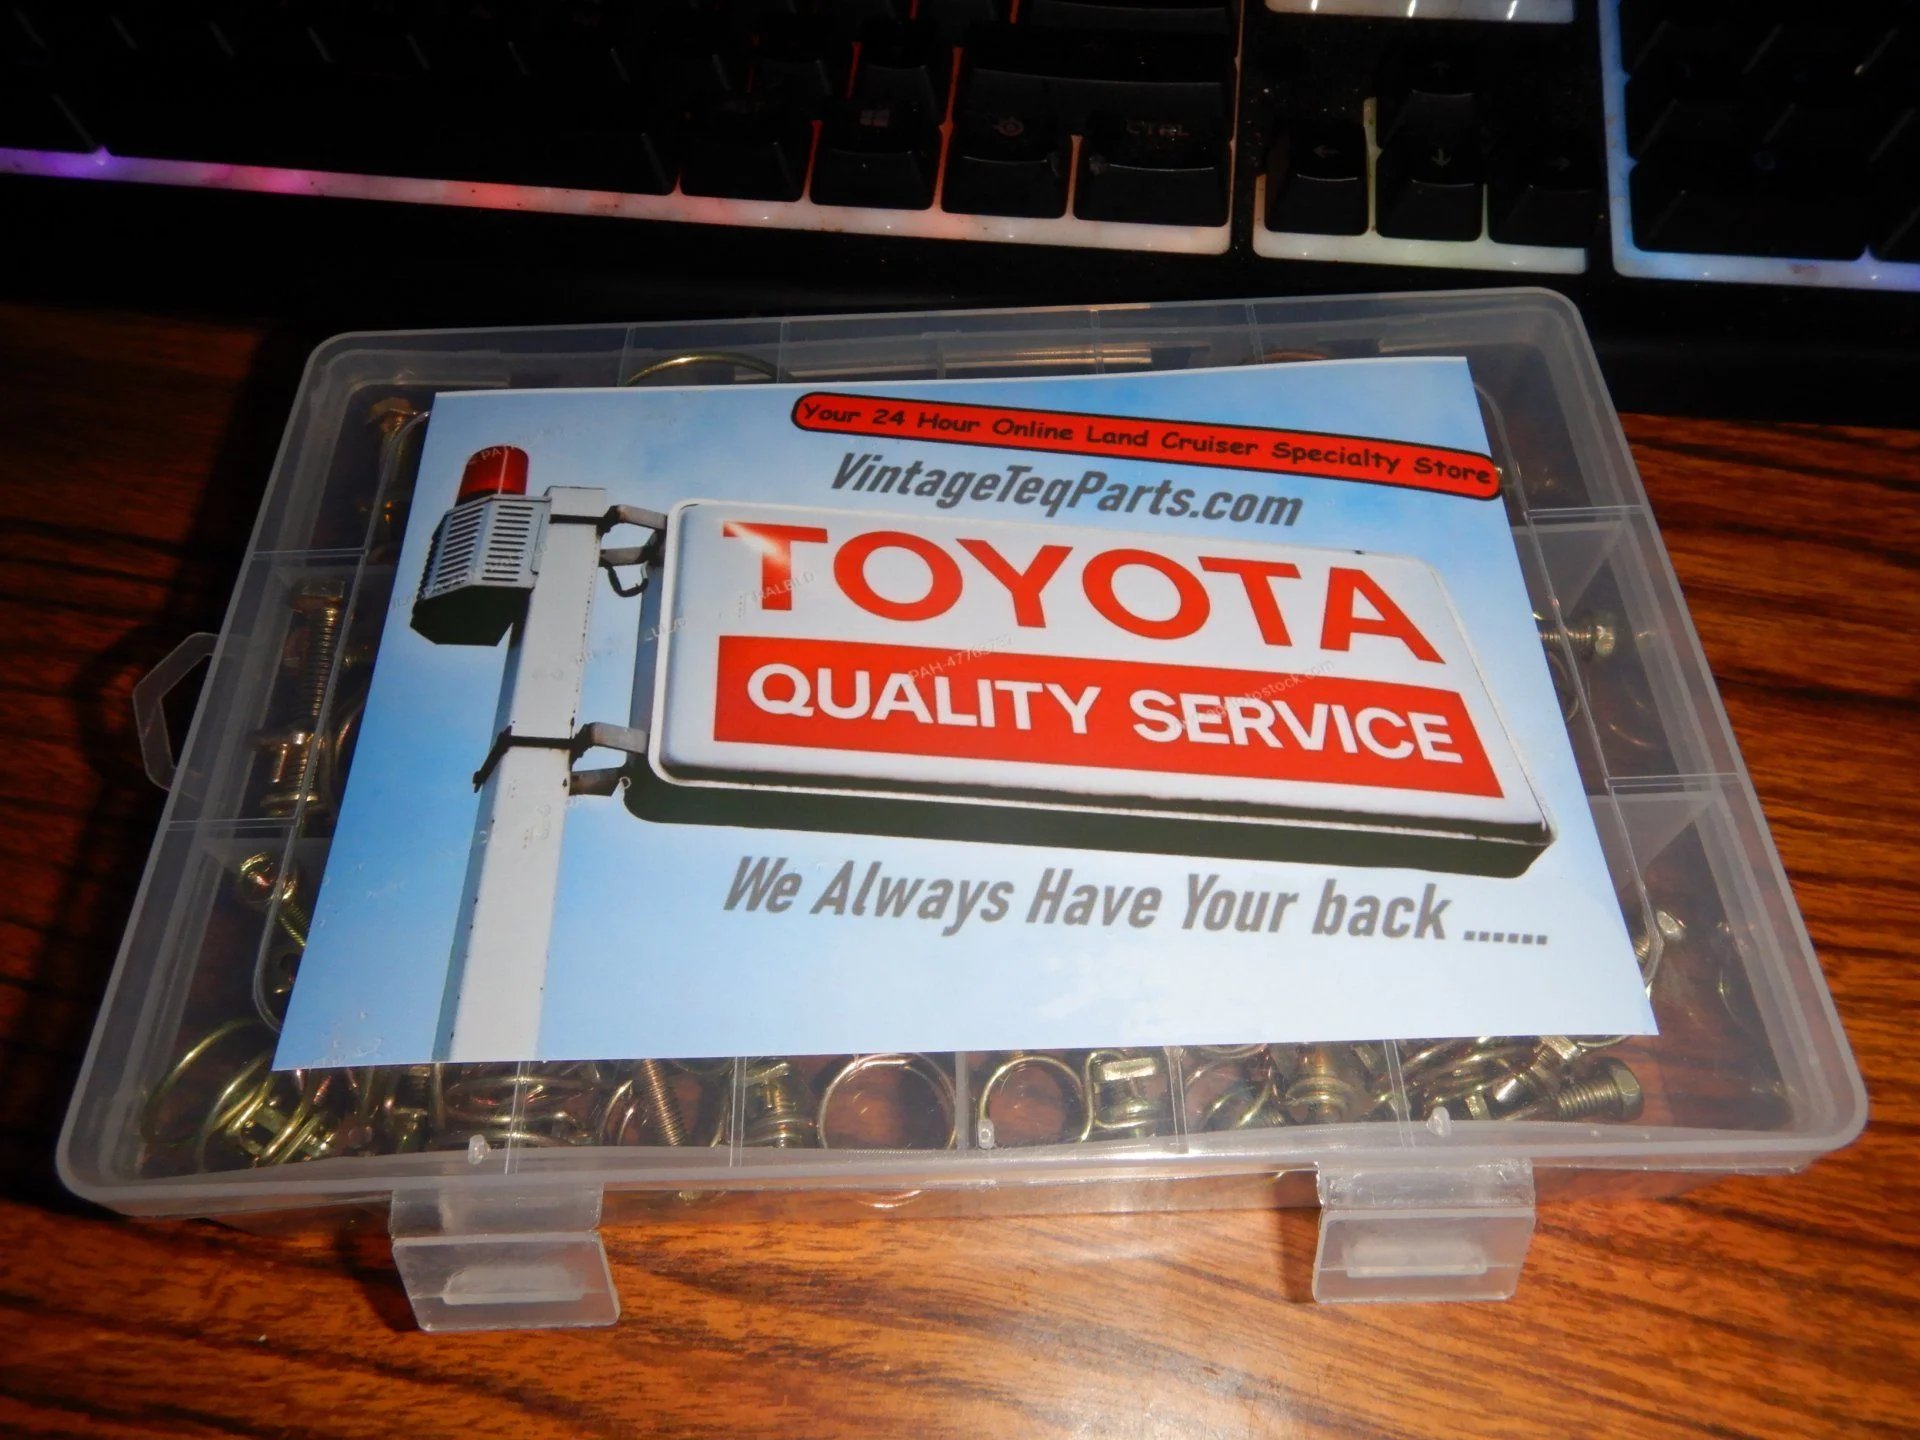 CTRL
Your 24 Hour Online Land Cruiser Specialty Store
VintageTeqParts.com
TOYOTA
QUALITY SERVICE
We Always Have Your back ......